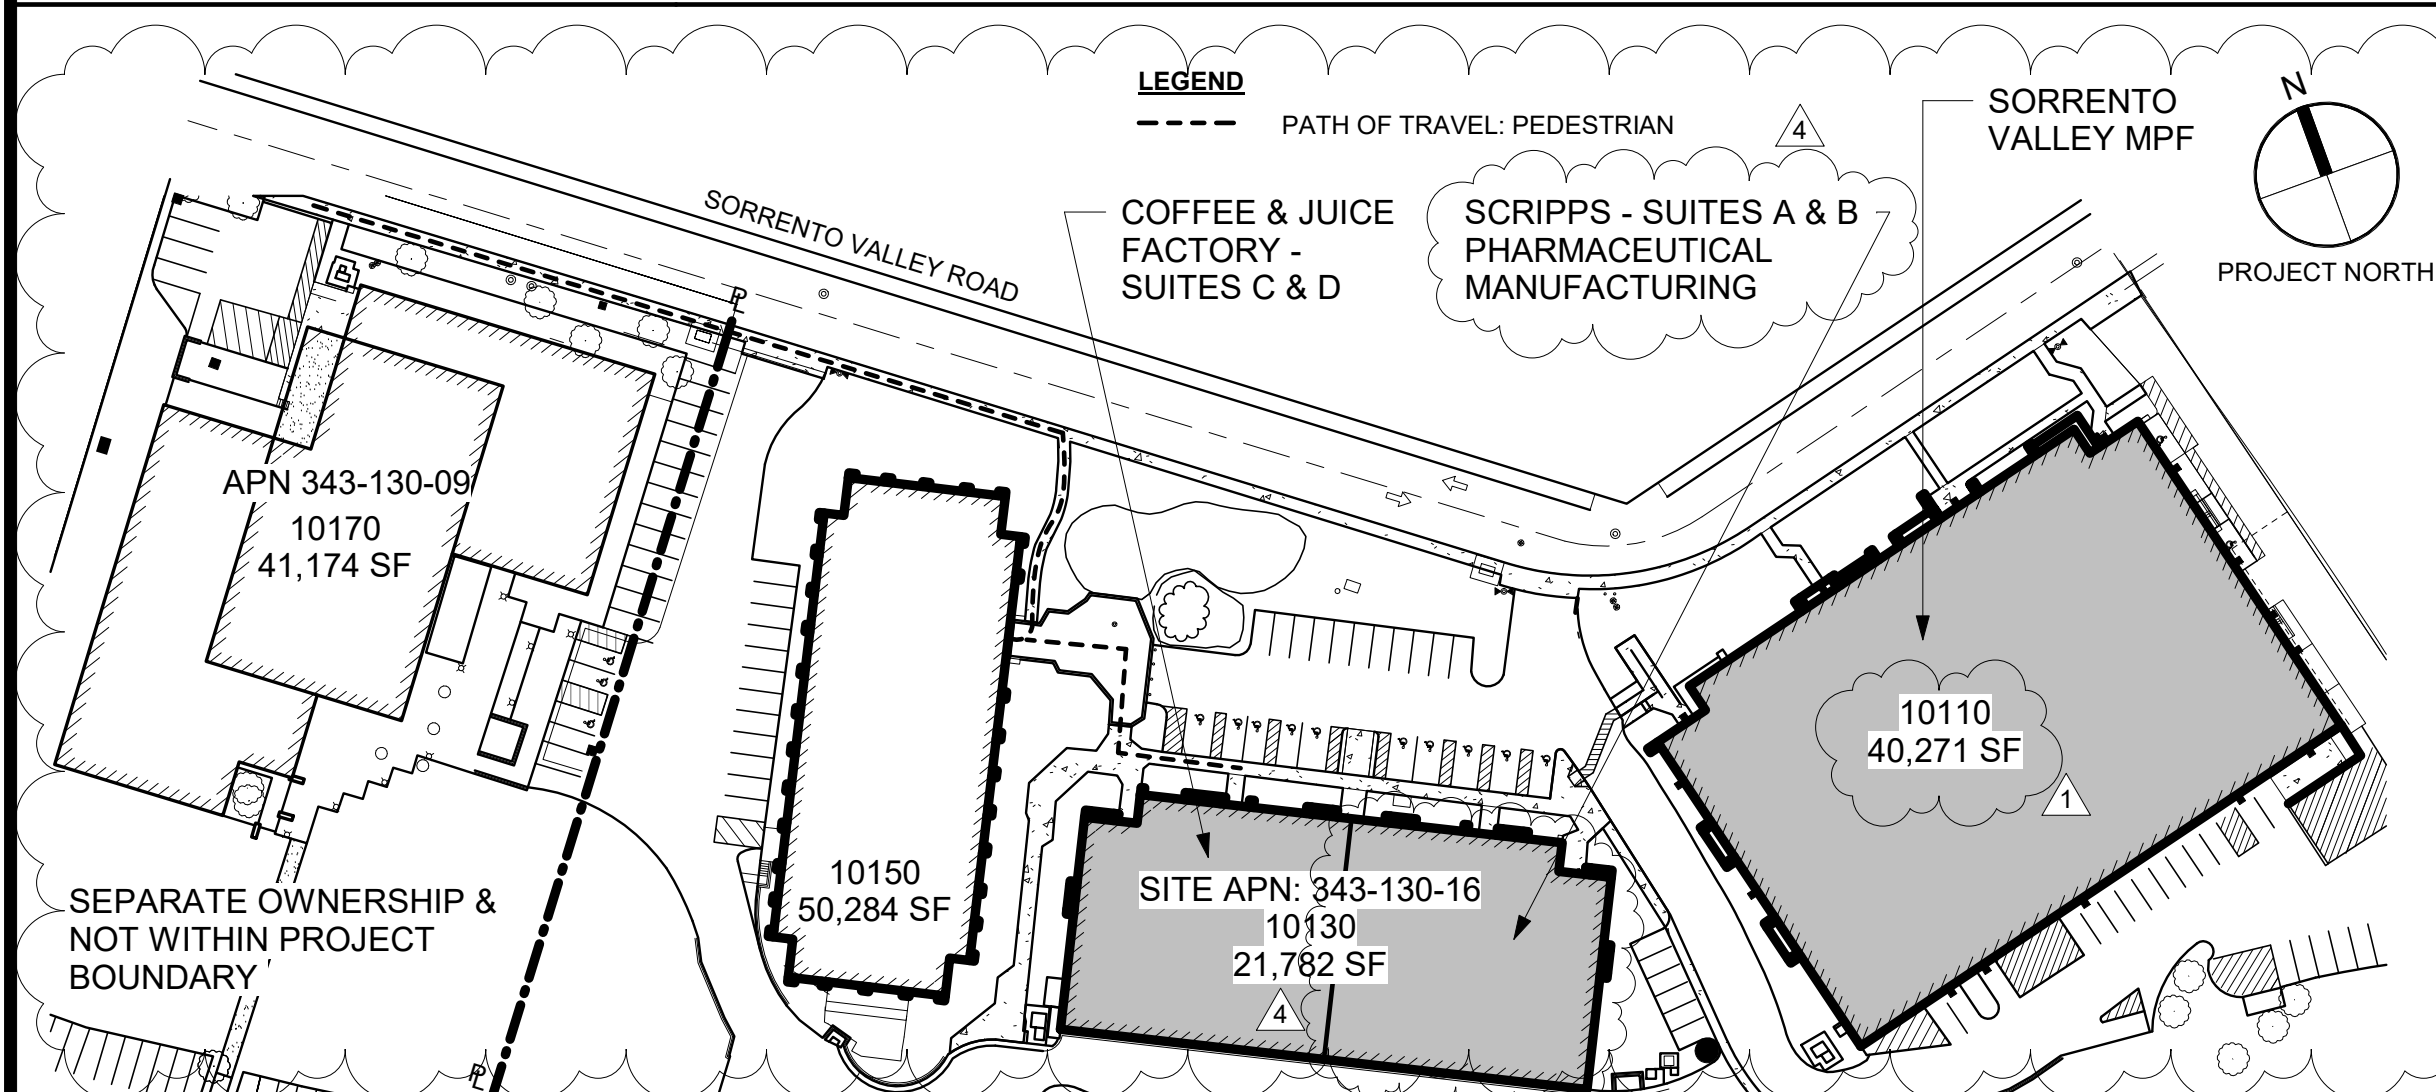 LEGEND
PATH OF TRAVEL: PEDESTRIAN
4
SORRENTO
VALLEY MPF
N
PROJECT NORTH
COFFEE & JUICE
FACTORY -
SUITES C & D
SCRIPPS - SUITES A & B
PHARMACEUTICAL
MANUFACTURING
SORRENTO VALLEY ROAD
PL
APN 343-130-09
10170
41,174 SF
10150
50,284 SF
SITE APN: 343-130-16
10130
21,782 SF
4
10110
40,271 SF
1
SEPARATE OWNERSHIP &
NOT WITHIN PROJECT
BOUNDARY
PL